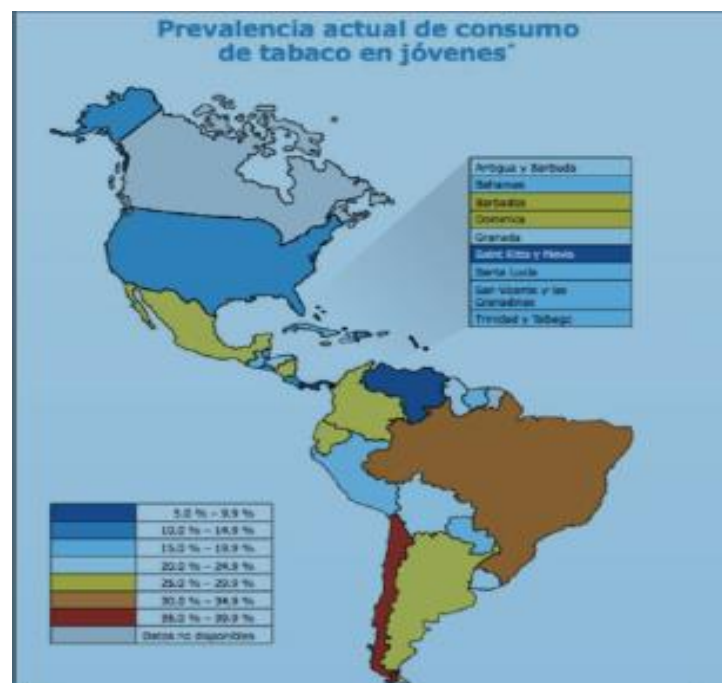 Prevalencia actual de consumo
de tabaco en jóvenes*
Antigua y Barbuda
Bahamas
Barbados
Dominica
Granada
Saint Kitts y Nevis
Santa Lucía
San Vicente y las
Granadinas
Trinidad y Tabago
5.0 % – 9.9 %
10.0 % – 14.9 %
15.0 % – 19.9 %
20.0 % – 24.9 %
25.0 % – 29.9 %
30.0 % – 34.9 %
35.0 % – 39.9 %
Datos no disponibles